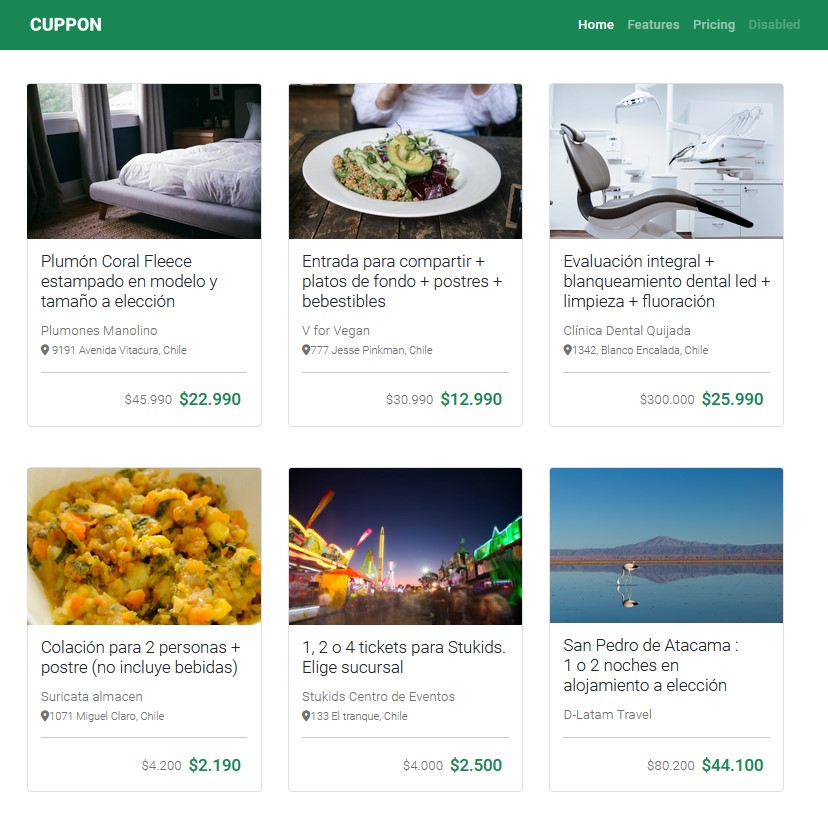 CUPPON
Home Features Pricing Disabled
Plumón Coral Fleece
estampado en modelo y
tamaño a elección
Plumones Manolino
9191 Avenida Vitacura, Chile
$45.990 $22.990
Entrada para compartir +
platos de fondo + postres +
bebestibles
V for Vegan
777 Jesse Pinkman, Chile
$30.990 $12.990
Evaluación integral +
blanqueamiento dental led +
limpieza + fluoración
Clínica Dental Quijada
1342, Blanco Encalada, Chile
$300.000 $25.990
Colación para 2 personas +
postre (no incluye bebidas)
Suricata almacen
1071 Miguel Claro, Chile
$4.200 $2.190
1, 2 o 4 tickets para Stukids.
Elige sucursal
Stukids Centro de Eventos
133 El tranque, Chile
$4.000 $2.500
San Pedro de Atacama :
1 o 2 noches en
alojamiento a elección
D-Latam Travel
$80.200 $44.100